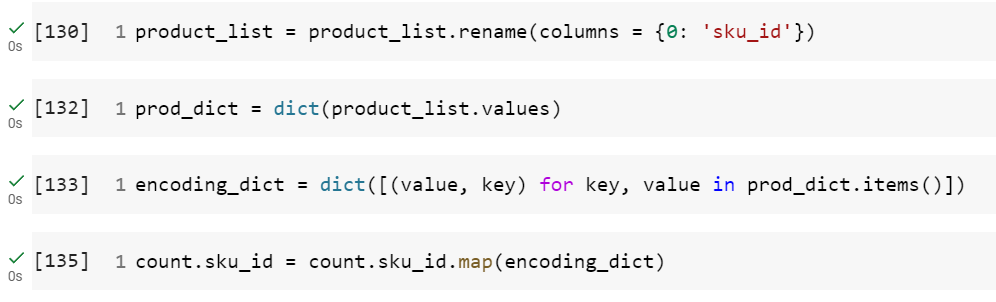 [130] 1 product_list = product_list.rename(columns = {0: 'sku_id'})
0s
[132] 1 prod_dict = dict(product_list.values)
0s
[133] 1 encoding_dict = dict([(value, key) for key, value in prod_dict.items()])
0s
[135] 1 count.sku_id = count.sku_id.map(encoding_dict)
0s